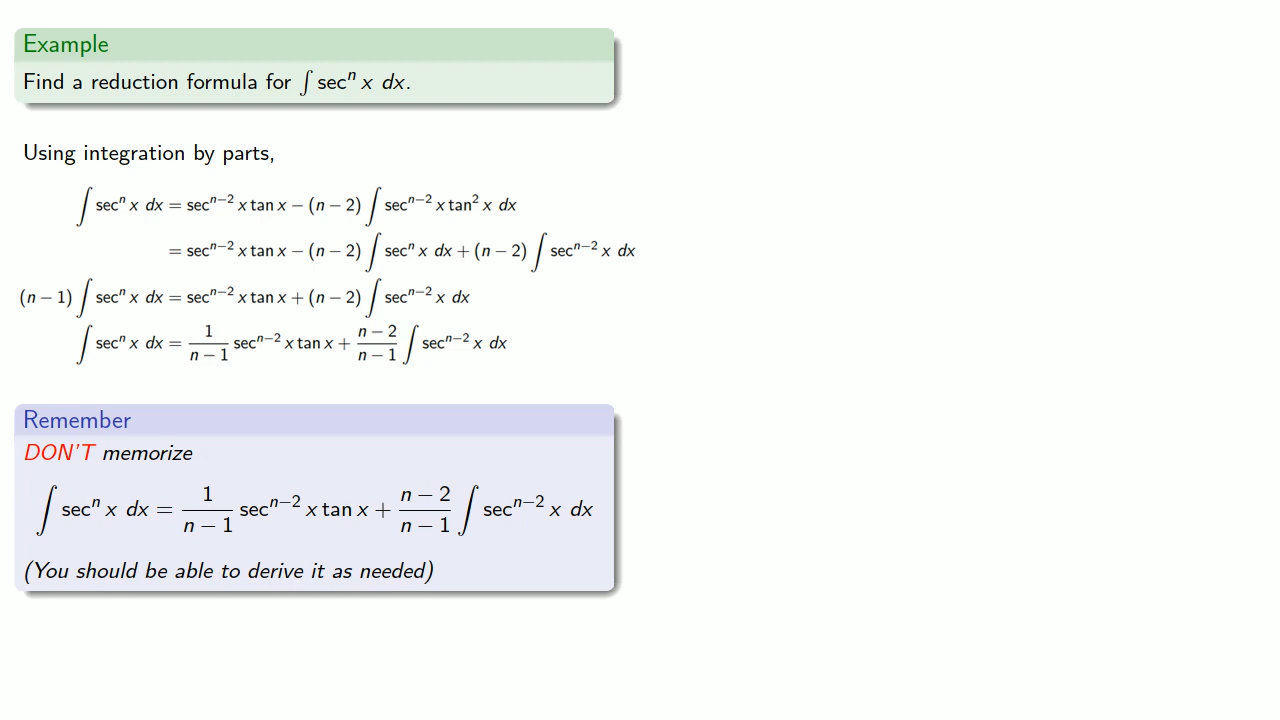 Example
Find a reduction formula for ∫ secⁿ x dx.
Using integration by parts,
∫ secⁿ x dx = secⁿ⁻² x tan x − (n − 2) ∫ secⁿ⁻² x tan² x dx
= secⁿ⁻² x tan x − (n − 2) ∫ secⁿ x dx + (n − 2) ∫ secⁿ⁻² x dx
(n − 1) ∫ secⁿ x dx = secⁿ⁻² x tan x + (n − 2) ∫ secⁿ⁻² x dx
∫ secⁿ x dx = 1/(n − 1) secⁿ⁻² x tan x + (n − 2)/(n − 1) ∫ secⁿ⁻² x dx
Remember
DON'T memorize
∫ secⁿ x dx = 1/(n − 1) secⁿ⁻² x tan x + (n − 2)/(n − 1) ∫ secⁿ⁻² x dx
(You should be able to derive it as needed)